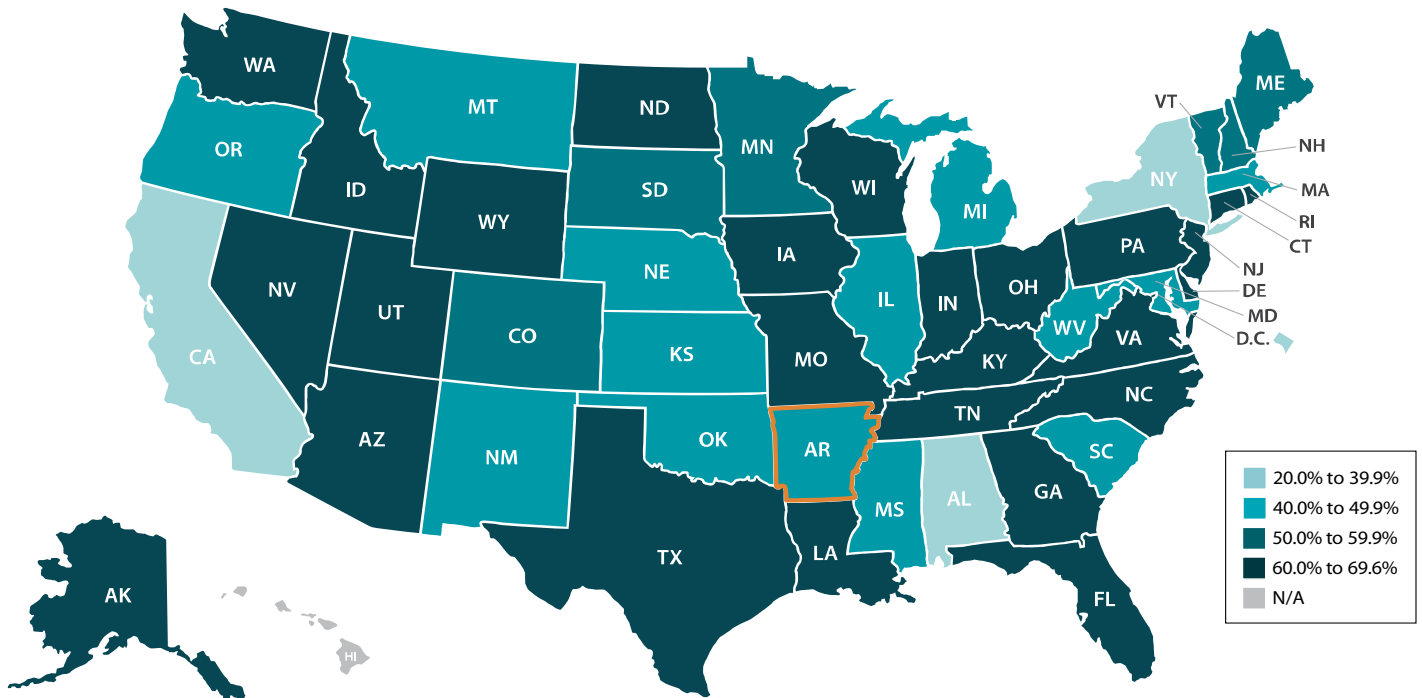 WA
MT
ND
MN
OR
ID
SD
WI
WY
MI
VT
ME
NH
NY
MA
RI
CT
PA
NJ
DE
MD
D.C.
NE
IA
NV
UT
CO
IL
IN
OH
WV
VA
CA
KS
MO
KY
NC
TN
AZ
NM
OK
AR
SC
MS
AL
GA
TX
LA
FL
AK
HI
20.0% to 39.9%
40.0% to 49.9%
50.0% to 59.9%
60.0% to 69.6%
N/A